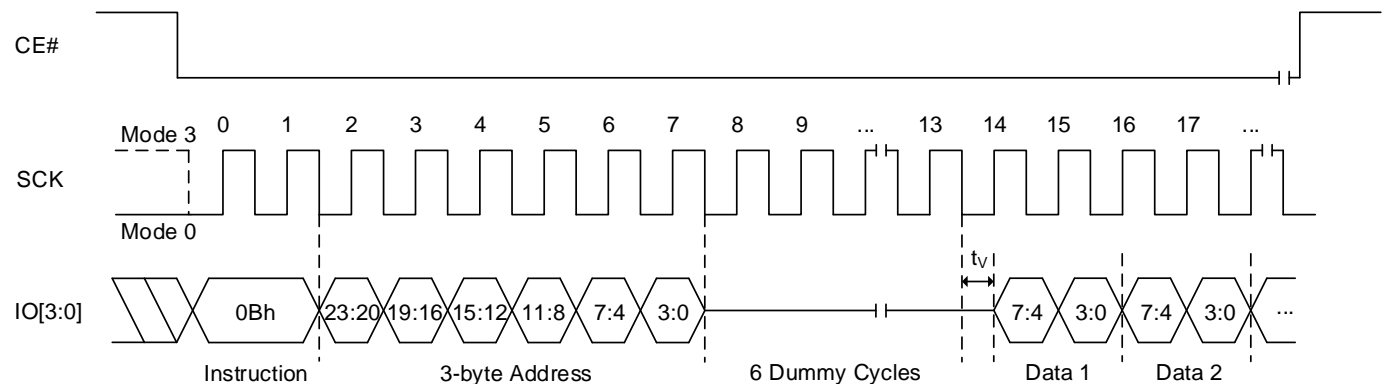 CE#
0 1 2 3 4 5 6 7 8 9 ... 13 14 15 16 17 ...
Mode 3
SCK
Mode 0
tV
IO[3:0] 0Bh 23:20 19:16 15:12 11:8 7:4 3:0 7:4 3:0 7:4 3:0 ...
Instruction 3-byte Address 6 Dummy Cycles Data 1 Data 2